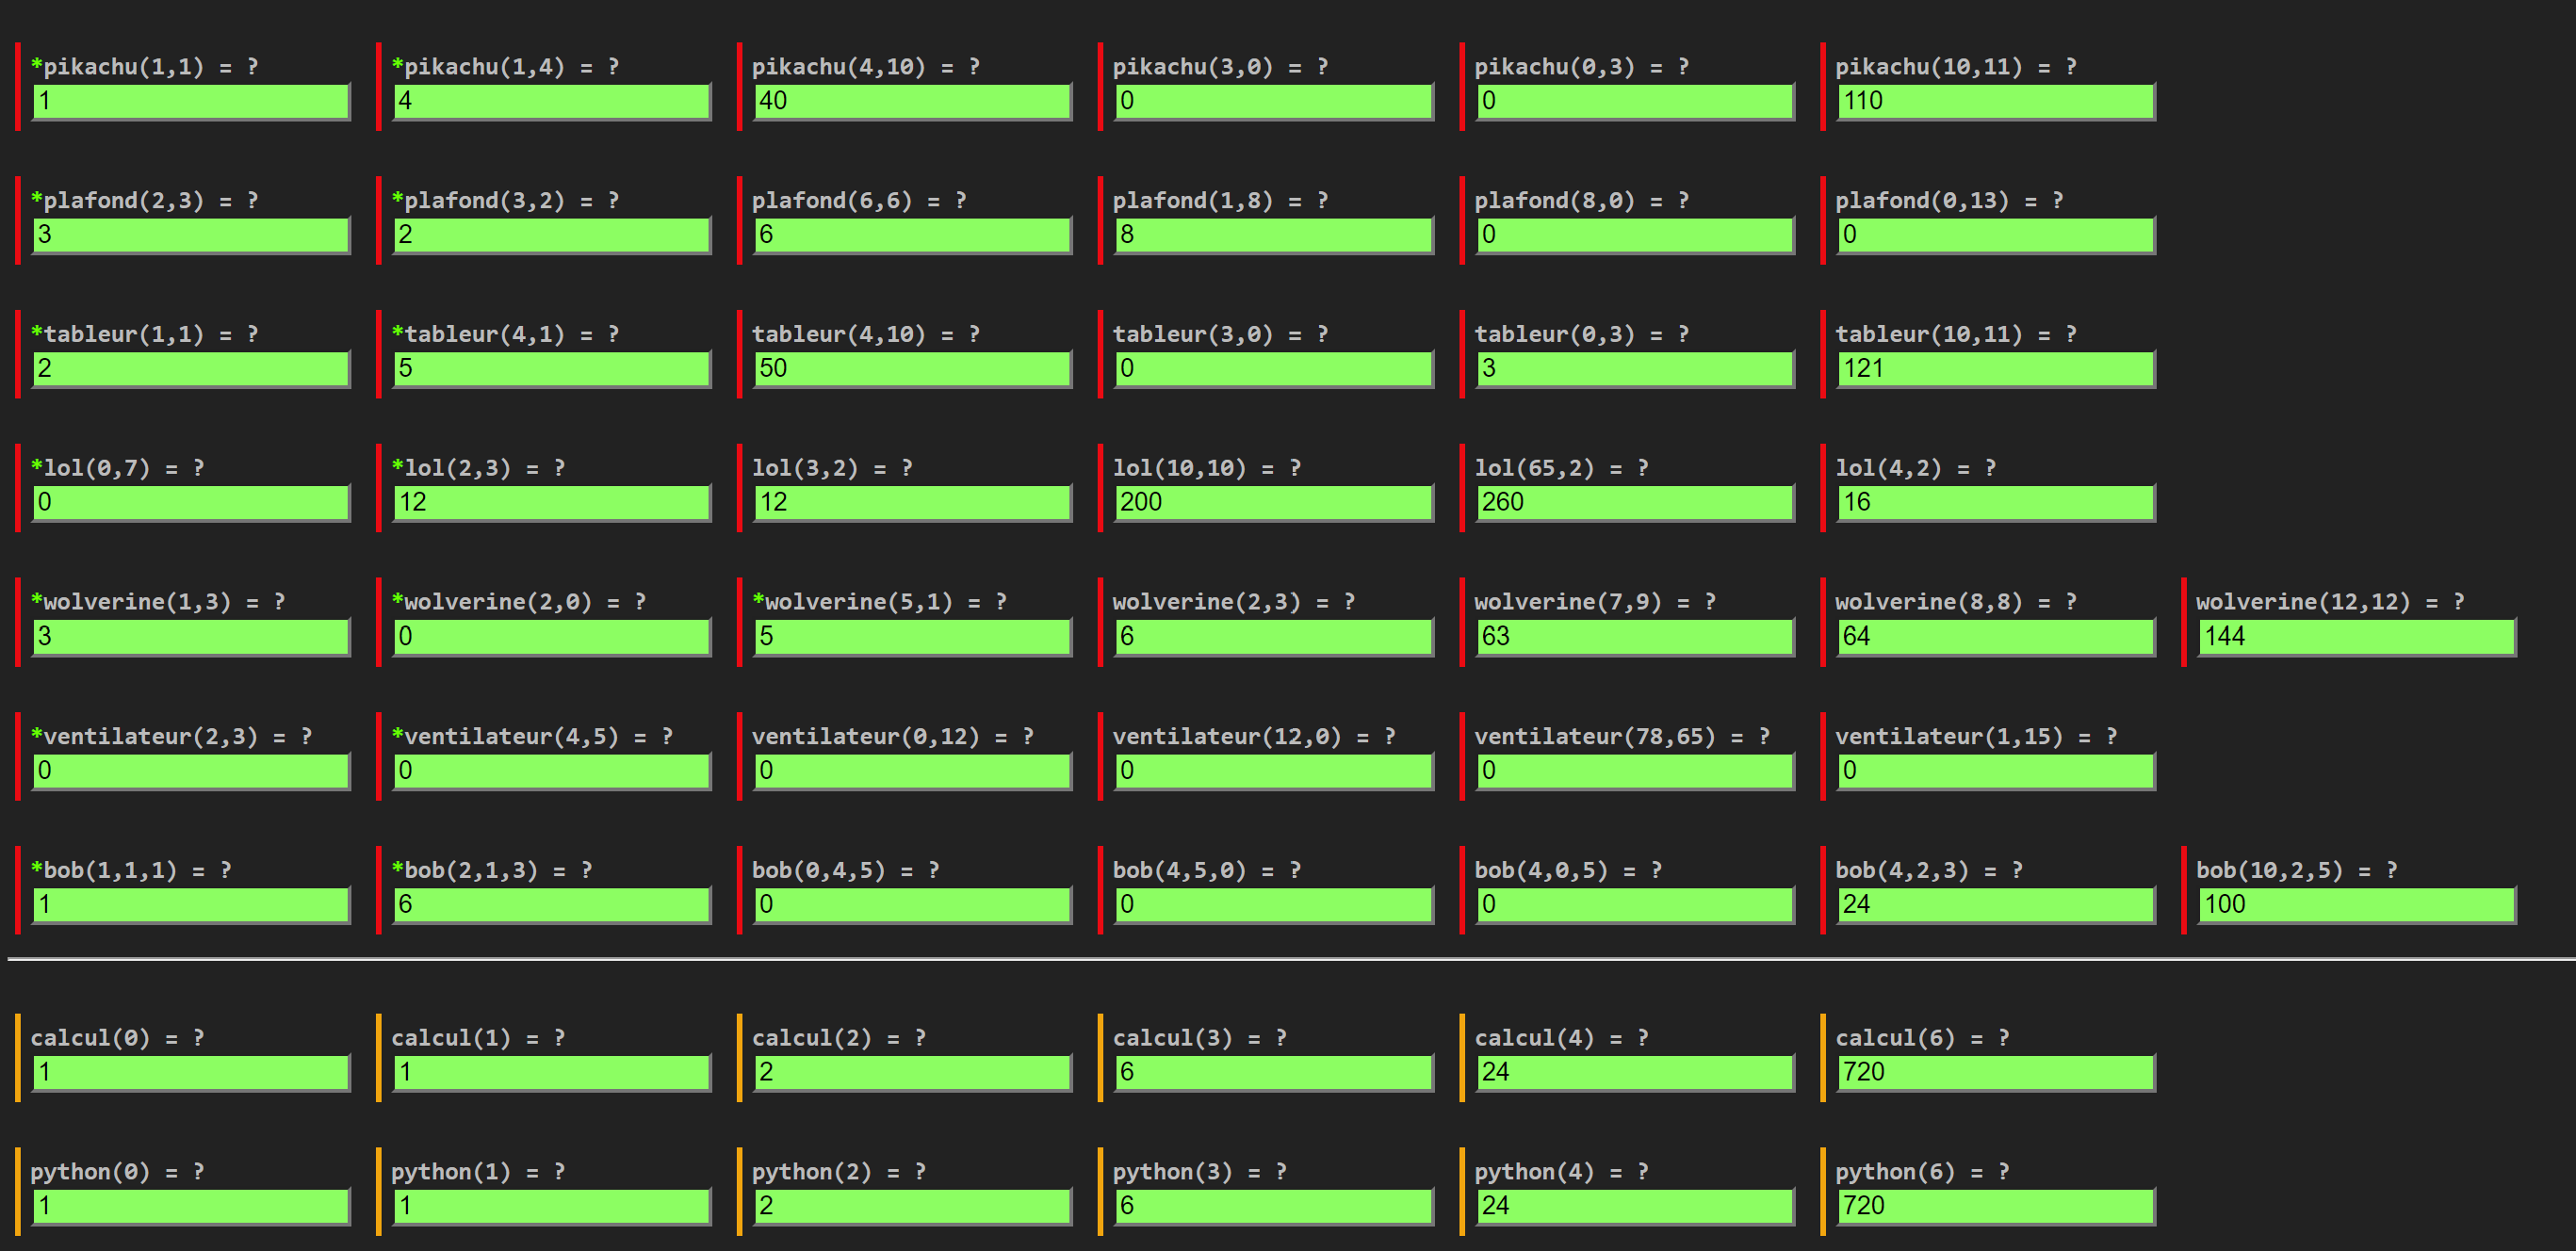 *pikachu(1,1) = ? *pikachu(1,4) = ? pikachu(4,10) = ? pikachu(3,0) = ? pikachu(0,3) = ? pikachu(10,11) = ?
1 4 40 0 0 110
*plafond(2,3) = ? *plafond(3,2) = ? plafond(6,6) = ? plafond(1,8) = ? plafond(8,0) = ? plafond(0,13) = ?
3 2 6 8 0 0
*tableur(1,1) = ? *tableur(4,1) = ? tableur(4,10) = ? tableur(3,0) = ? tableur(0,3) = ? tableur(10,11) = ?
2 5 50 0 3 121
*lol(0,7) = ? *lol(2,3) = ? lol(3,2) = ? lol(10,10) = ? lol(65,2) = ? lol(4,2) = ?
0 12 12 200 260 16
*wolverine(1,3) = ? *wolverine(2,0) = ? *wolverine(5,1) = ? wolverine(2,3) = ? wolverine(7,9) = ? wolverine(8,8) = ? wolverine(12,12) = ?
3 0 5 6 63 64 144
*ventilateur(2,3) = ? *ventilateur(4,5) = ? ventilateur(0,12) = ? ventilateur(12,0) = ? ventilateur(78,65) = ? ventilateur(1,15) = ?
0 0 0 0 0 0
*bob(1,1,1) = ? *bob(2,1,3) = ? bob(0,4,5) = ? bob(4,5,0) = ? bob(4,0,5) = ? bob(4,2,3) = ? bob(10,2,5) = ?
1 6 0 0 0 24 100
calcul(0) = ? calcul(1) = ? calcul(2) = ? calcul(3) = ? calcul(4) = ? calcul(6) = ?
1 1 2 6 24 720
python(0) = ? python(1) = ? python(2) = ? python(3) = ? python(4) = ? python(6) = ?
1 1 2 6 24 720